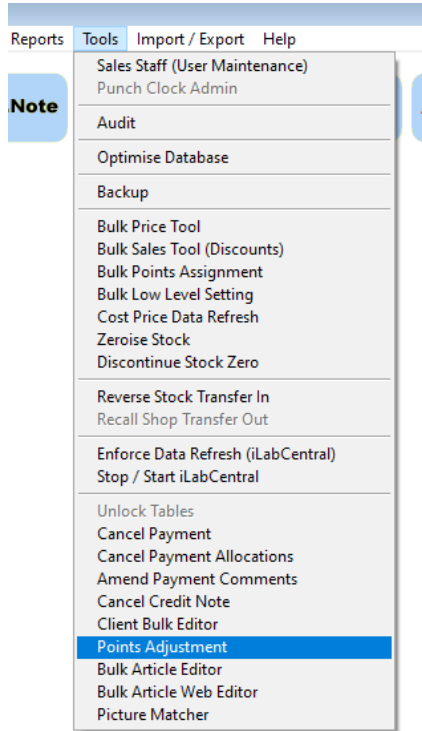 Reports Tools Import / Export Help
Note
Sales Staff (User Maintenance)
Punch Clock Admin
Audit
Optimise Database
Backup
Bulk Price Tool
Bulk Sales Tool (Discounts)
Bulk Points Assignment
Bulk Low Level Setting
Cost Price Data Refresh
Zeroise Stock
Discontinue Stock Zero
Reverse Stock Transfer In
Recall Shop Transfer Out
Enforce Data Refresh (iLabCentral)
Stop / Start iLabCentral
Unlock Tables
Cancel Payment
Cancel Payment Allocations
Amend Payment Comments
Cancel Credit Note
Client Bulk Editor
Points Adjustment
Bulk Article Editor
Bulk Article Web Editor
Picture Matcher